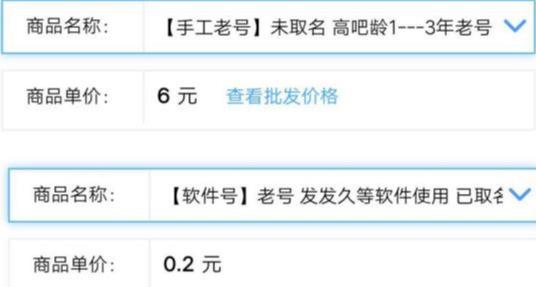 商品名称： 【手工老号】未取名 高吧龄1---3年老号
商品单价： 6 元 查看批发价格
商品名称： 【软件号】老号 发发久等软件使用 已取
商品单价： 0.2 元